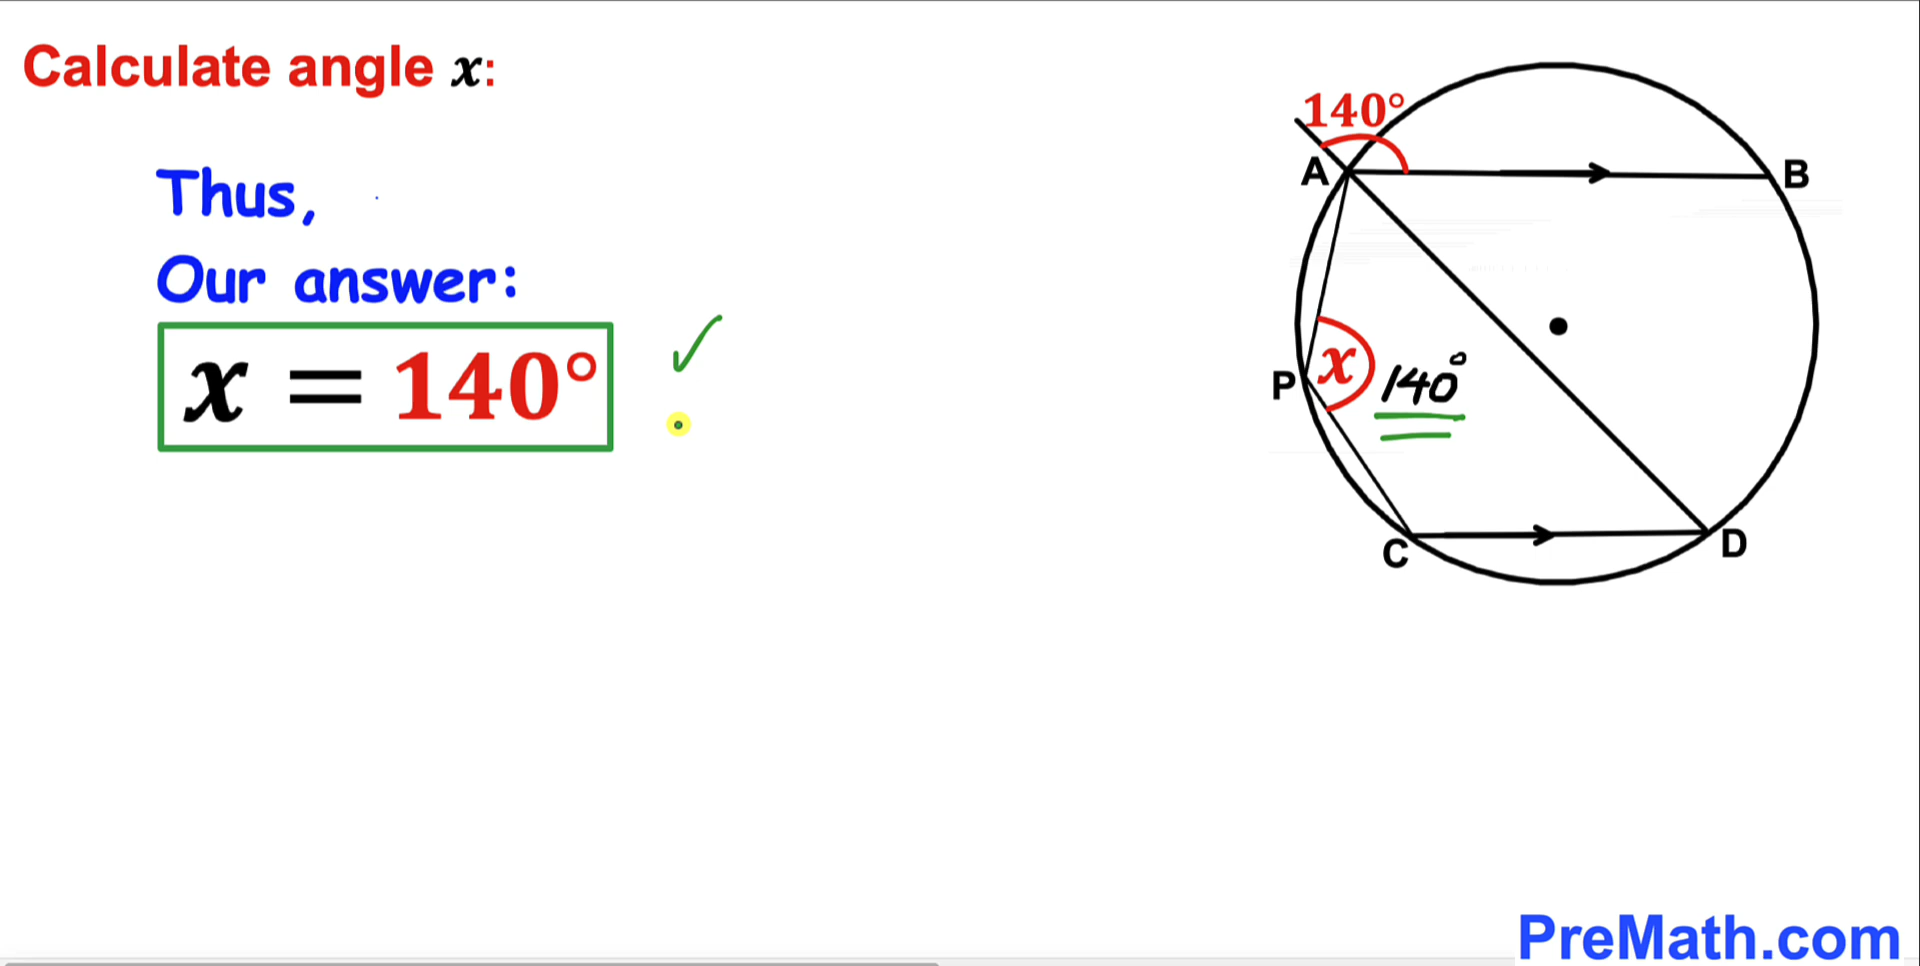 Calculate angle x:
Thus,
Our answer:
x = 140°
140°
A
B
P
x
140°
C
D
PreMath.com